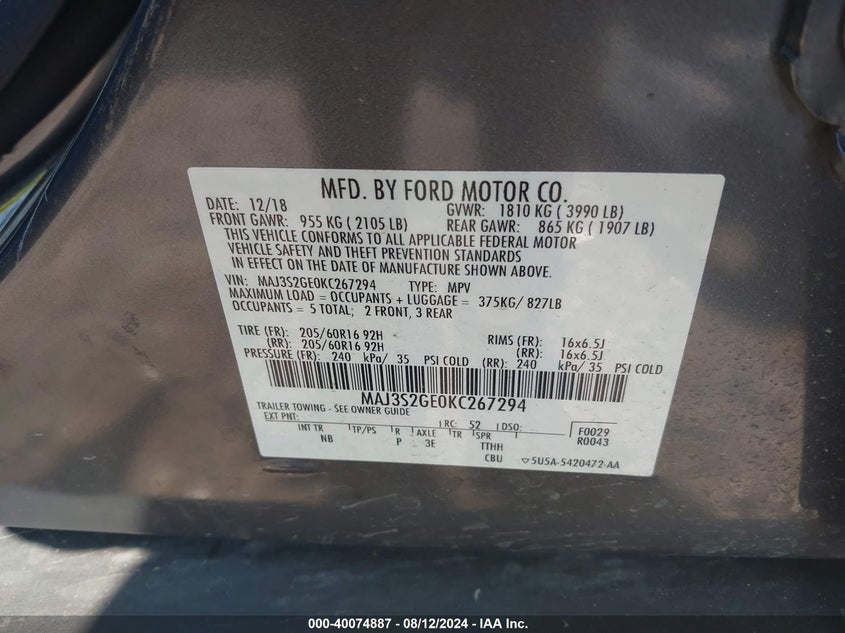 MFD. BY FORD MOTOR CO.
DATE: 12/18 GVWR: 1810 KG ( 3990 LB)
FRONT GAWR: 955 KG ( 2105 LB) REAR GAWR: 865 KG ( 1907 LB)
THIS VEHICLE CONFORMS TO ALL APPLICABLE FEDERAL MOTOR
VEHICLE SAFETY AND THEFT PREVENTION STANDARDS
IN EFFECT ON THE DATE OF MANUFACTURE SHOWN ABOVE.
VIN: MAJ3S2GE0KC267294 TYPE: MPV
MAXIMUM LOAD = OCCUPANTS + LUGGAGE = 375KG/ 827LB
OCCUPANTS = 5 TOTAL; 2 FRONT, 3 REAR
TIRE (FR): 205/60R16 92H RIMS (FR): 16x6.5J
(RR): 205/60R16 92H (RR): 16x6.5J
PRESSURE (FR): 240 kPa/ 35 PSI COLD (RR): 240 kPa/ 35 PSI COLD
MAJ3S2GE0KC267294
TRAILER TOWING - SEE OWNER GUIDE
EXT PNT: RC: 52 DSO: F0029
INT TR TP/PS R AXLE TR SPR R0043
NB P 3E TTHH
CBU 5U5A-5420472-AA
000-40074887 - 08/12/2024 - IAA Inc.